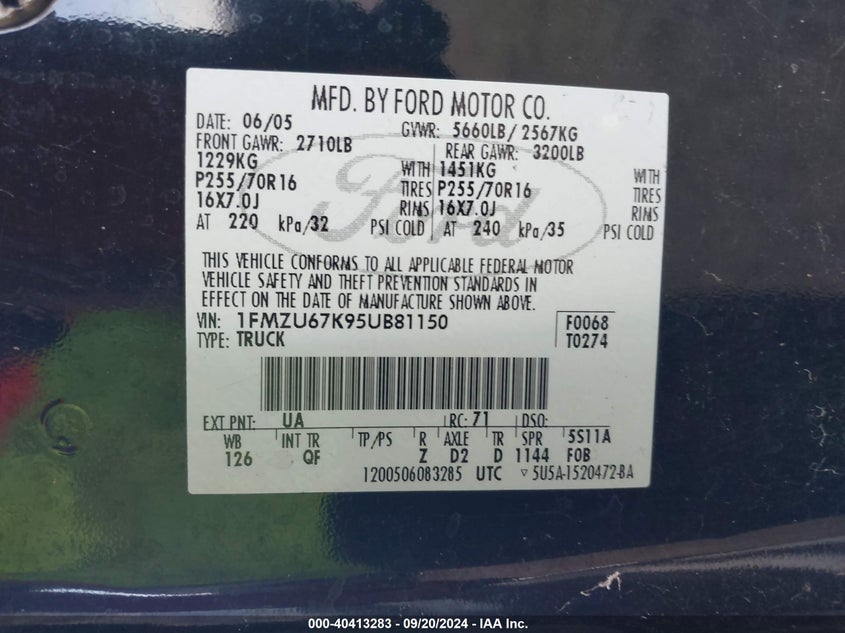 MFD. BY FORD MOTOR CO.
DATE: 06/05 GVWR: 5660LB/ 2567KG
FRONT GAWR: 2710LB REAR GAWR: 3200LB
1229KG WITH 1451KG WITH
P255/70R16 TIRES P255/70R16 TIRES
16X7.0J RIMS 16X7.0J RIMS
AT 220 kPa/32 PSI COLD AT 240 kPa/35 PSI COLD
Ford
THIS VEHICLE CONFORMS TO ALL APPLICABLE FEDERAL MOTOR
VEHICLE SAFETY AND THEFT PREVENTION STANDARDS IN
EFFECT ON THE DATE OF MANUFACTURE SHOWN ABOVE.
VIN: 1FMZU67K95UB81150 F0068
TYPE: TRUCK T0274
EXT PNT: UA RC: 71 DSO:
WB INT TR TP/PS R AXLE TR SPR 5S11A
126 QF Z D2 D 1144 FOB
1200506083285 UTC ▿5U5A-1520472-BA
000-40413283 - 09/20/2024 - IAA Inc.